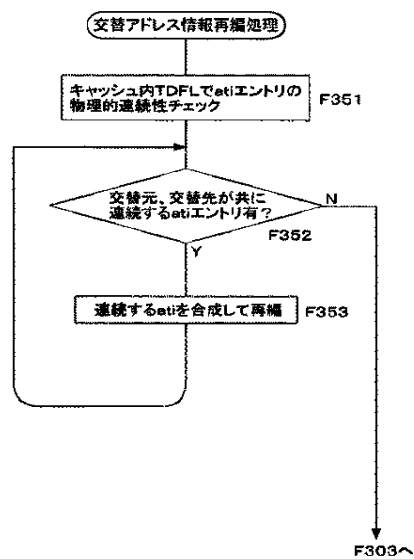 交替アドレス情報再編処理
キャッシュ内TDFLでatiエントリの
物理的連続性チェック
F351
交替元、交替先が共に
連続するatiエントリ有?
N
F352
Y
連続するatiを合成して再編
F353
F303へ